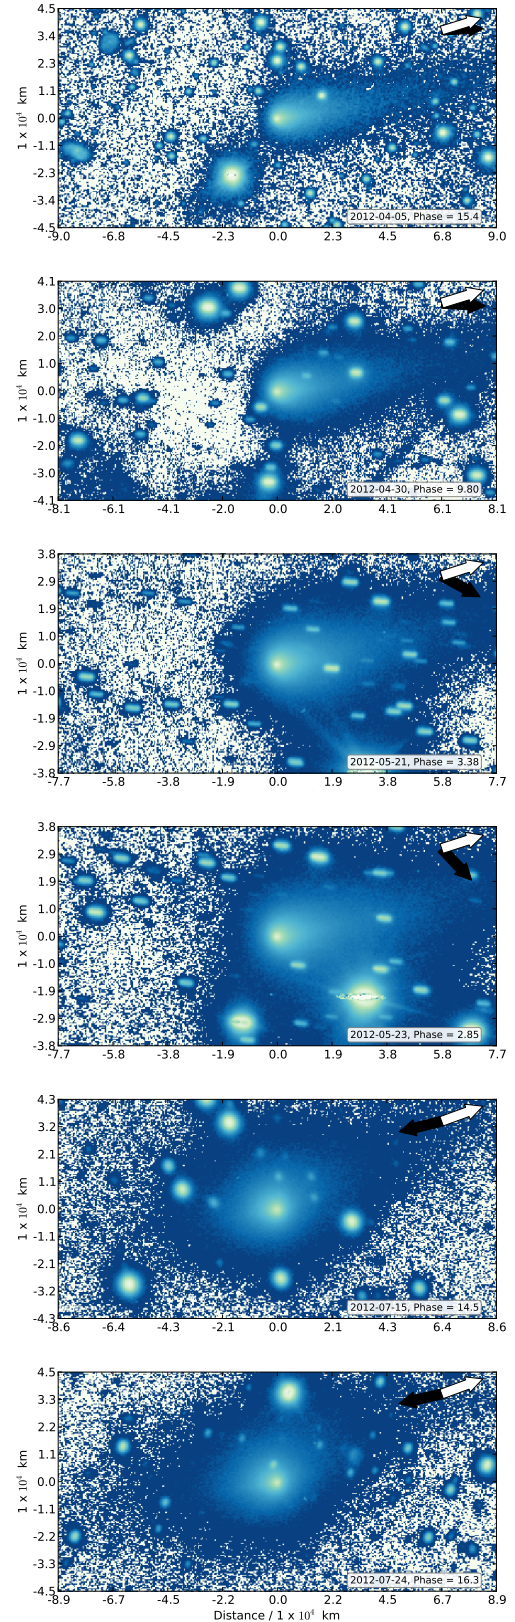 4.5
3.4
2.3
1.1
0.0
-1.1
-2.3
-3.4
-4.5
1 x 10⁴ km
2012-04-05, Phase = 15.4
-9.0 -6.8 -4.5 -2.3 0.0 2.3 4.5 6.8 9.0
4.1
3.0
2.0
1.0
0.0
-1.0
-2.0
-3.0
-4.1
1 x 10⁴ km
2012-04-30, Phase = 9.80
-8.1 -6.1 -4.1 -2.0 0.0 2.0 4.1 6.1 8.1
3.8
2.9
1.9
1.0
0.0
-1.0
-1.9
-2.9
-3.8
1 x 10⁴ km
2012-05-21, Phase = 3.38
-7.7 -5.8 -3.8 -1.9 0.0 1.9 3.8 5.8 7.7
3.8
2.9
1.9
1.0
0.0
-1.0
-1.9
-2.9
-3.8
1 x 10⁴ km
2012-05-23, Phase = 2.85
-7.7 -5.8 -3.8 -1.9 0.0 1.9 3.8 5.8 7.7
4.3
3.2
2.1
1.1
0.0
-1.1
-2.1
-3.2
-4.3
1 x 10⁴ km
2012-07-15, Phase = 14.5
-8.6 -6.4 -4.3 -2.1 0.0 2.1 4.3 6.4 8.6
4.5
3.3
2.2
1.1
0.0
-1.1
-2.2
-3.3
-4.5
1 x 10⁴ km
2012-07-24, Phase = 16.3
-8.9 -6.7 -4.5 -2.2 0.0 2.2 4.5 6.7 8.9
Distance / 1 x 10⁴ km